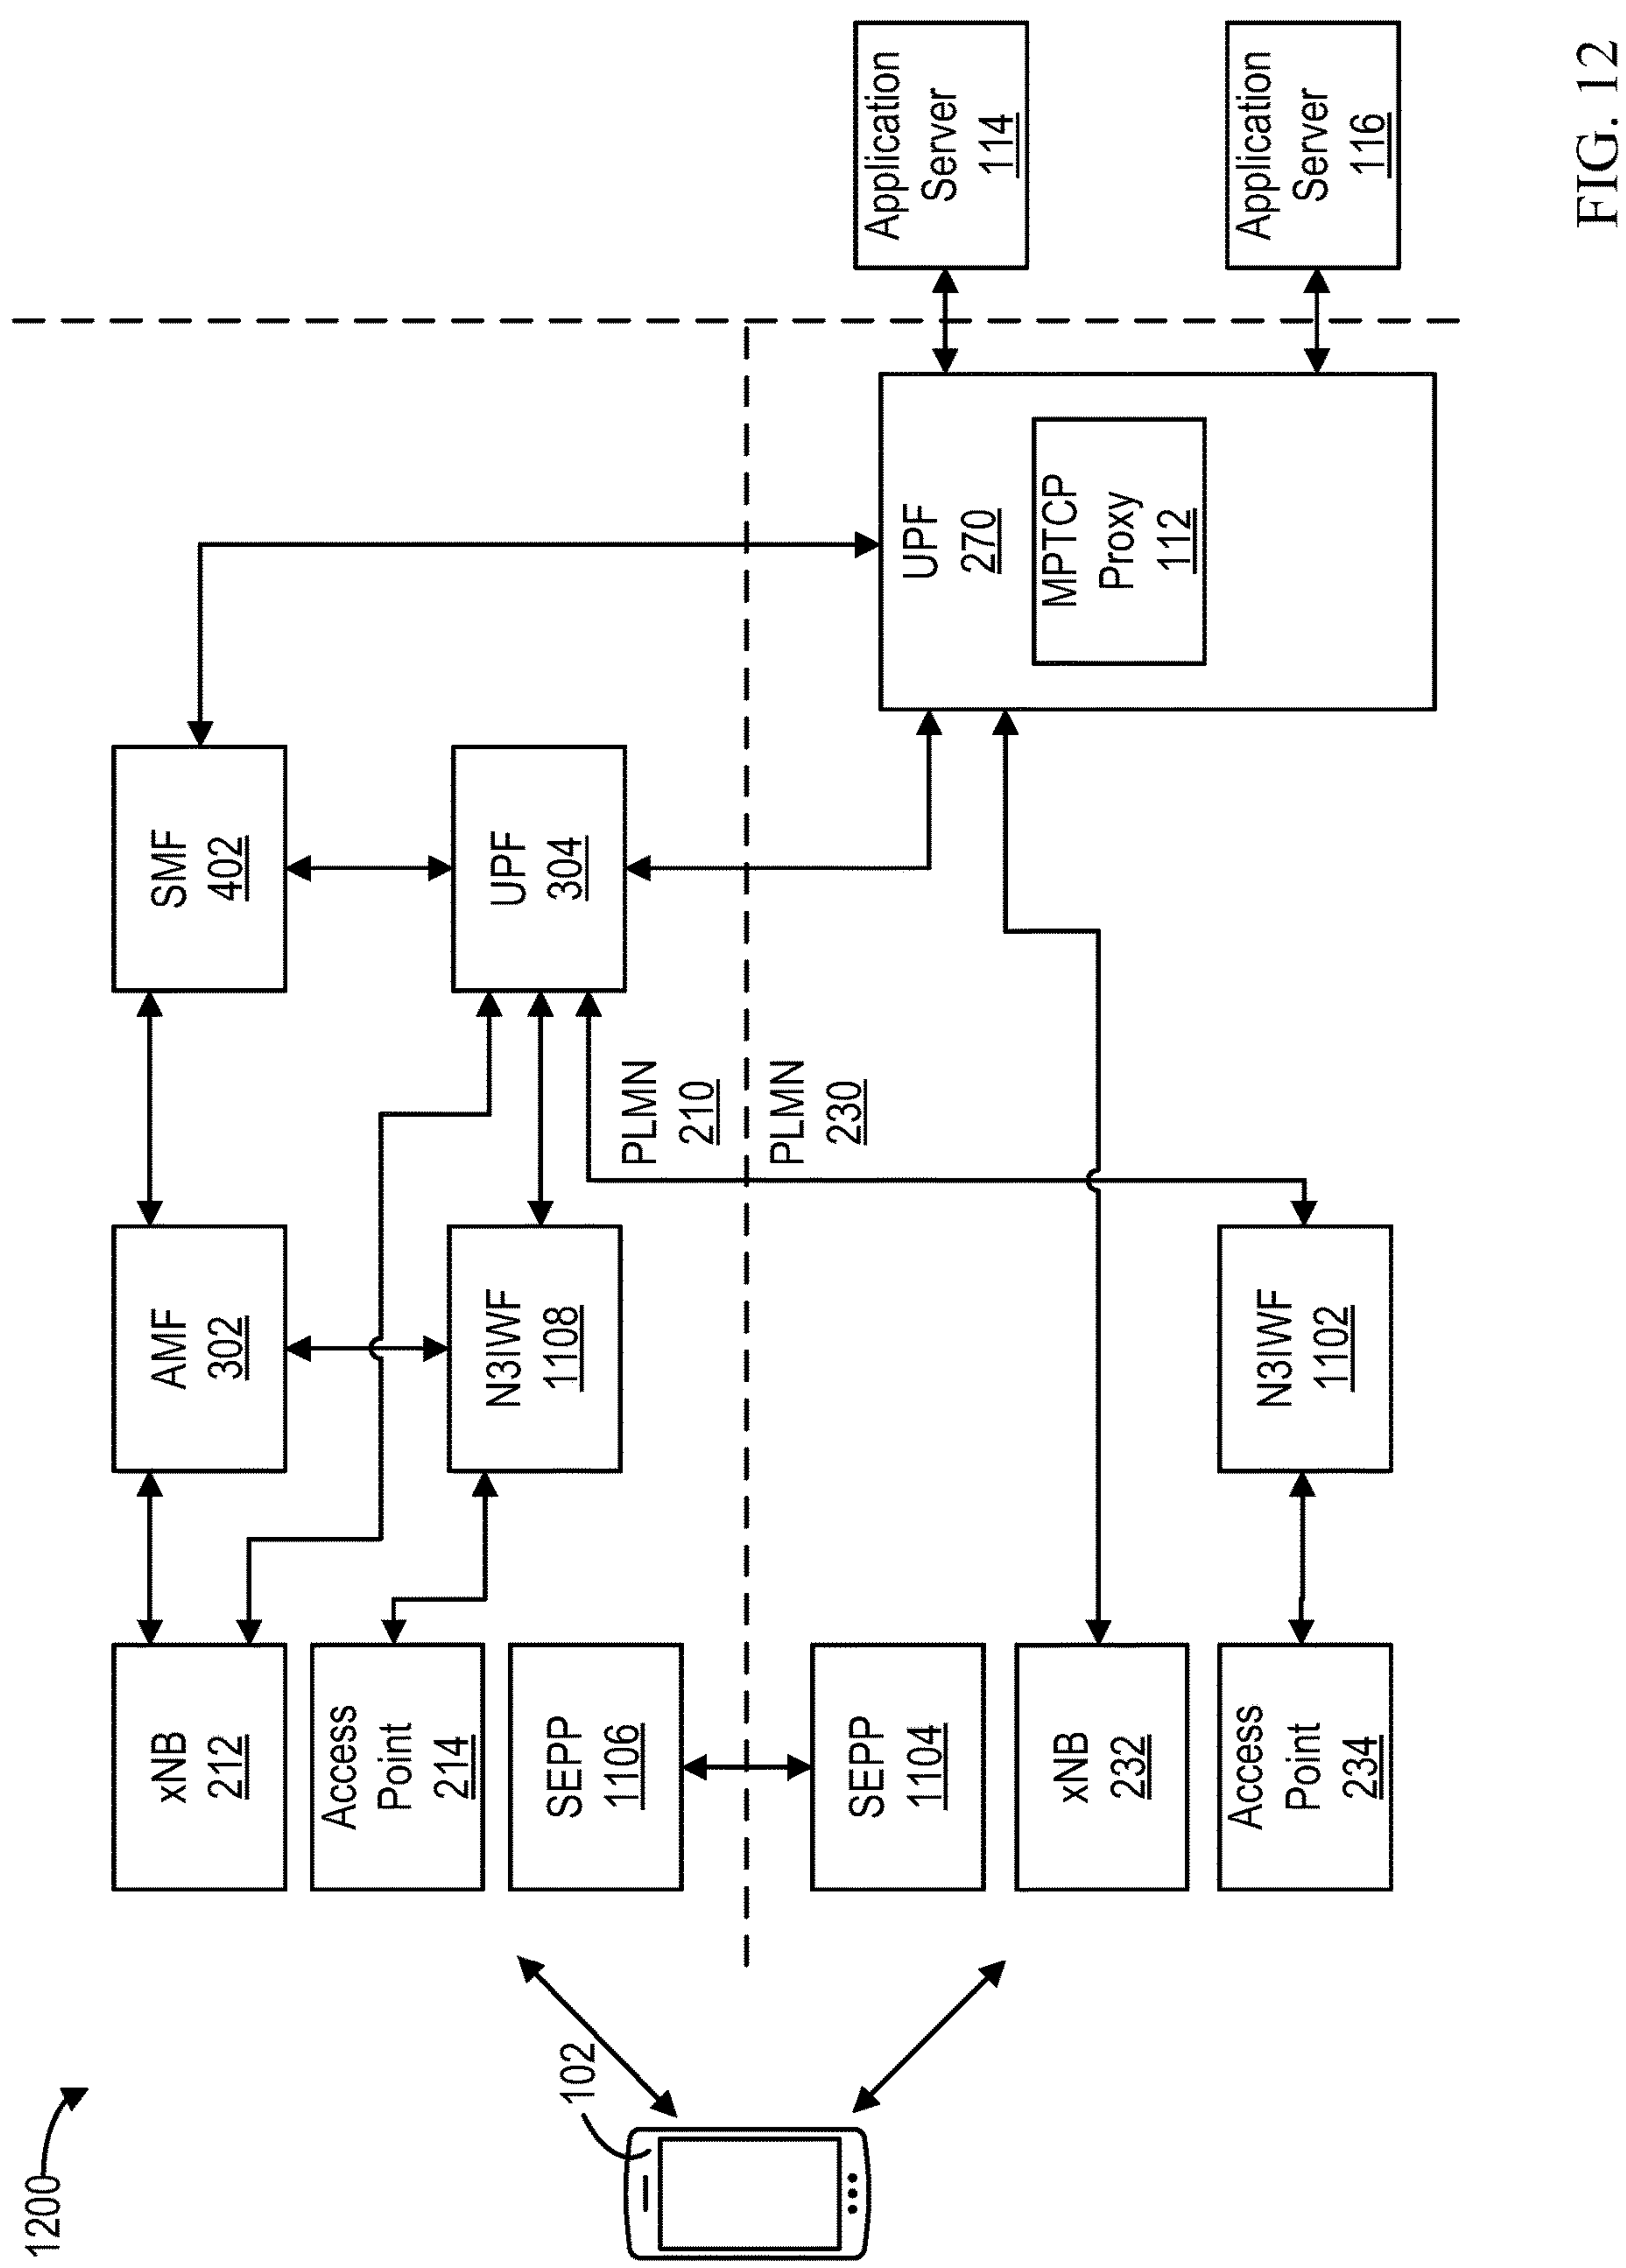 1200
102
xNB
212
AMF
302
SMF
402
Access
Point
214
N3IWF
1108
UPF
304
SEPP
1106
PLMN
210
PLMN
230
SEPP
1104
xNB
232
Access
Point
234
N3IWF
1102
UPF
270
MPTCP
Proxy
112
Application
Server
114
Application
Server
116
FIG. 12